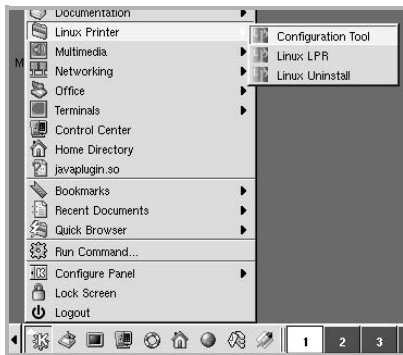 Documentation
Linux Printer
Configuration Tool
Linux LPR
Linux Uninstall
M
Multimedia
Networking
Office
Terminals
Control Center
Home Directory
javaplugin.so
Bookmarks
Recent Documents
Quick Browser
Run Command...
Configure Panel
Lock Screen
Logout
1 2 3